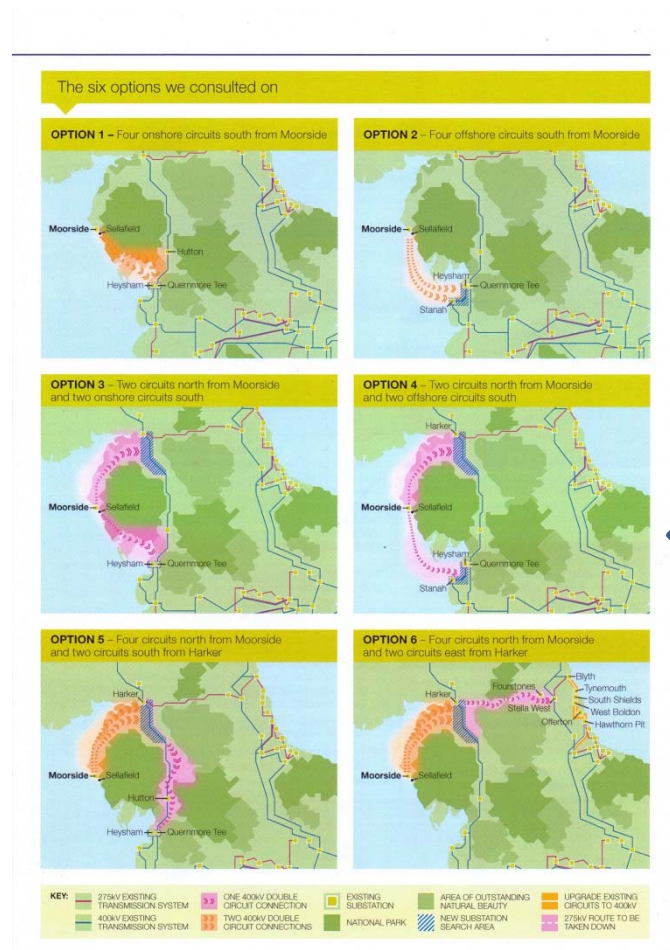 The six options we consulted on
OPTION 1 – Four onshore circuits south from Moorside
Moorside
Sellafield
Hutton
Heysham
Quernmore Tee
OPTION 2 – Four offshore circuits south from Moorside
Moorside
Sellafield
Heysham
Quernmore Tee
Stanah
OPTION 3 – Two circuits north from Moorside
and two onshore circuits south
Moorside
Sellafield
Heysham
Quernmore Tee
OPTION 4 – Two circuits north from Moorside
and two offshore circuits south
Harker
Moorside
Sellafield
Heysham
Quernmore Tee
Stanah
OPTION 5 – Four circuits north from Moorside
and two circuits south from Harker
Harker
Moorside
Sellafield
Hutton
Heysham
Quernmore Tee
OPTION 6 – Four circuits north from Moorside
and two circuits east from Harker
Harker
Fourstones
Stella West
Offerton
Blyth
Tynemouth
South Shields
West Boldon
Hawthorn Pit
Moorside
Sellafield
KEY:
275kV EXISTING
TRANSMISSION SYSTEM
400kV EXISTING
TRANSMISSION SYSTEM
ONE 400kV DOUBLE
CIRCUIT CONNECTION
TWO 400kV DOUBLE
CIRCUIT CONNECTIONS
EXISTING
SUBSTATION
NATIONAL PARK
AREA OF OUTSTANDING
NATURAL BEAUTY
NEW SUBSTATION
SEARCH AREA
UPGRADE EXISTING
CIRCUITS TO 400kV
275kV ROUTE TO BE
TAKEN DOWN